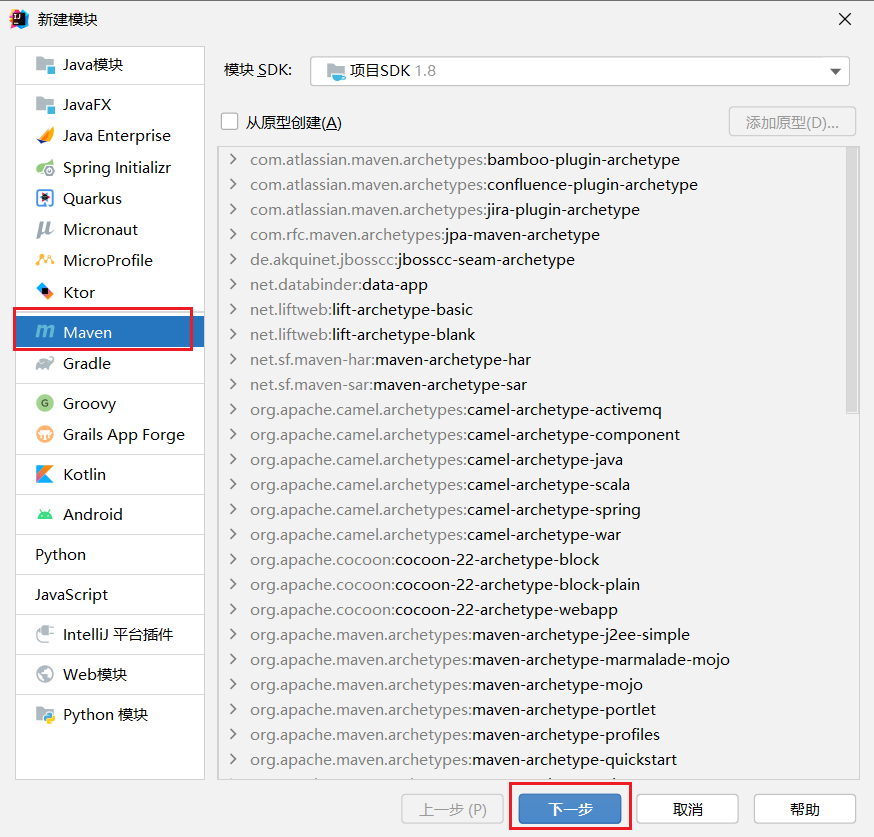 新建模块
Java模块
JavaFX
Java Enterprise
Spring Initializr
Quarkus
Micronaut
MicroProfile
Ktor
Maven
Gradle
Groovy
Grails App Forge
Kotlin
Android
Python
JavaScript
IntelliJ 平台插件
Web模块
Python 模块
模块 SDK: 项目SDK 1.8
从原型创建(A) 添加原型(D)...
com.atlassian.maven.archetypes:bamboo-plugin-archetype
com.atlassian.maven.archetypes:confluence-plugin-archetype
com.atlassian.maven.archetypes:jira-plugin-archetype
com.rfc.maven.archetypes:jpa-maven-archetype
de.akquinet.jbosscc:jbosscc-seam-archetype
net.databinder:data-app
net.liftweb:lift-archetype-basic
net.liftweb:lift-archetype-blank
net.sf.maven-har:maven-archetype-har
net.sf.maven-sar:maven-archetype-sar
org.apache.camel.archetypes:camel-archetype-activemq
org.apache.camel.archetypes:camel-archetype-component
org.apache.camel.archetypes:camel-archetype-java
org.apache.camel.archetypes:camel-archetype-scala
org.apache.camel.archetypes:camel-archetype-spring
org.apache.camel.archetypes:camel-archetype-war
org.apache.cocoon:cocoon-22-archetype-block
org.apache.cocoon:cocoon-22-archetype-block-plain
org.apache.cocoon:cocoon-22-archetype-webapp
org.apache.maven.archetypes:maven-archetype-j2ee-simple
org.apache.maven.archetypes:maven-archetype-marmalade-mojo
org.apache.maven.archetypes:maven-archetype-mojo
org.apache.maven.archetypes:maven-archetype-portlet
org.apache.maven.archetypes:maven-archetype-profiles
org.apache.maven.archetypes:maven-archetype-quickstart
上一步 (P) 下一步 取消 帮助